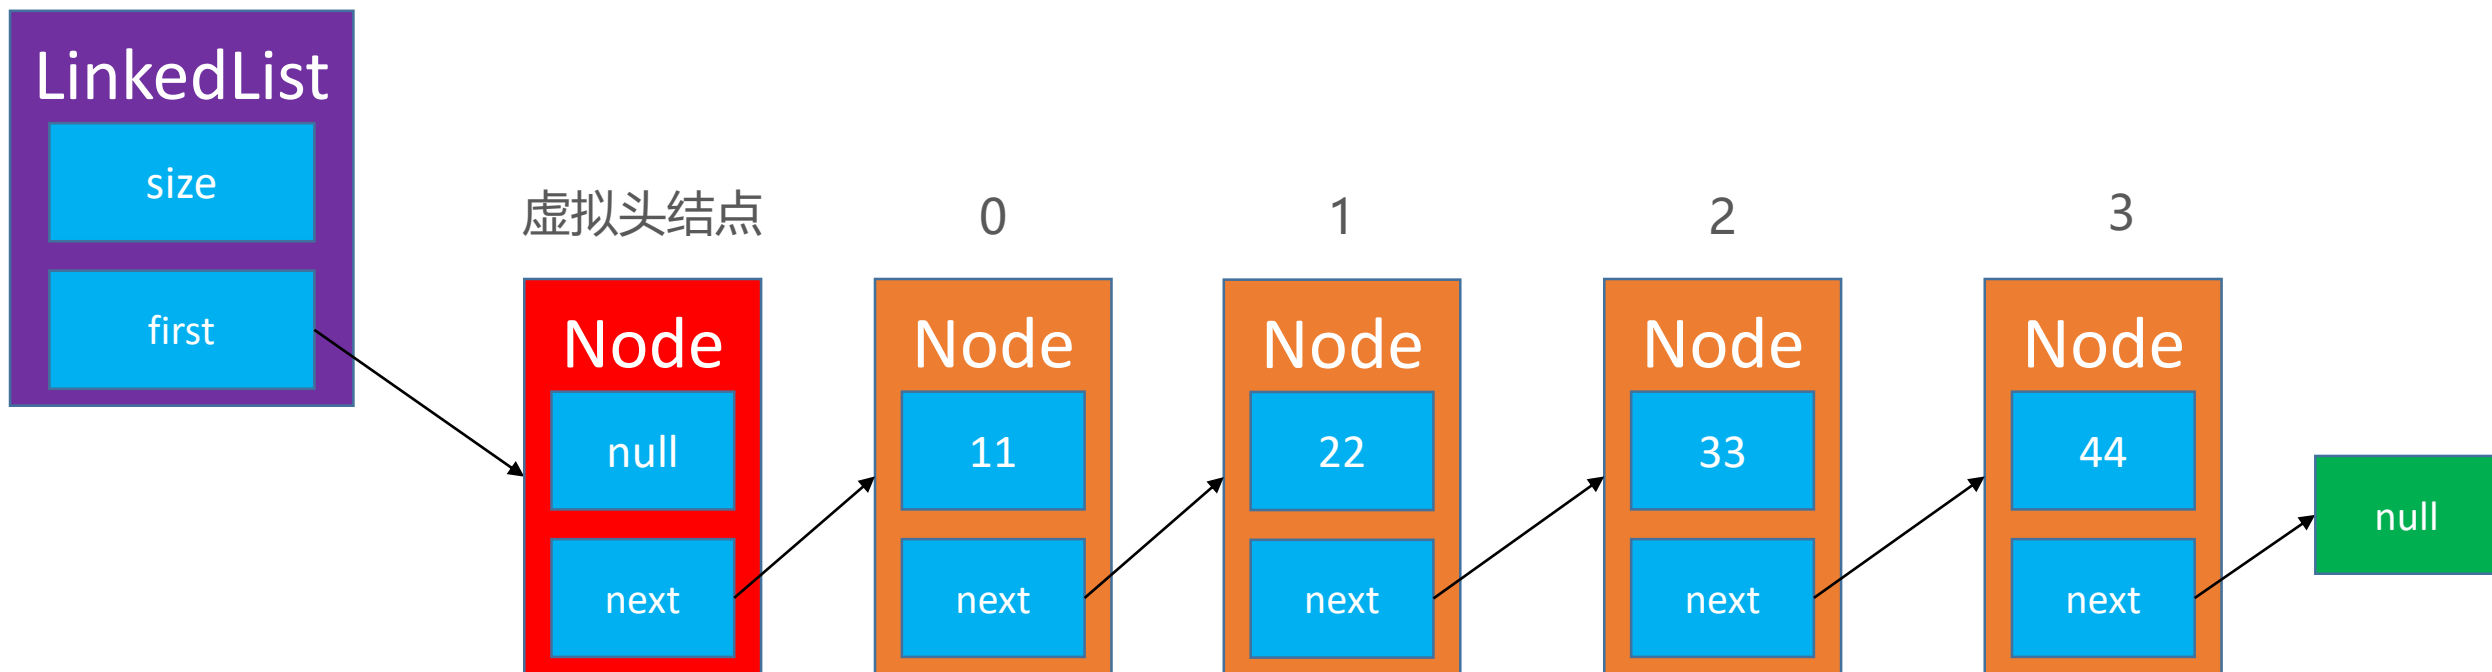 LinkedList
size
first
虚拟头结点
0
1
2
3
Node
null
next
Node
11
next
Node
22
next
Node
33
next
Node
44
next
null